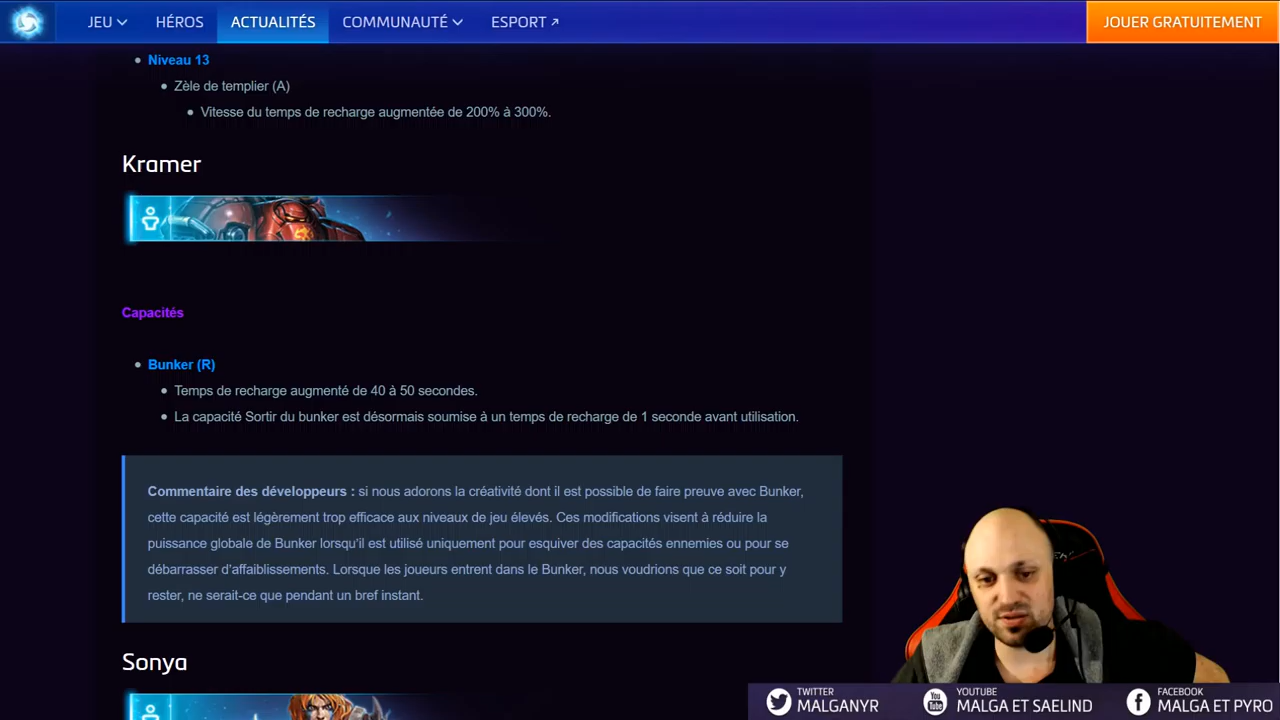 JEU HÉROS ACTUALITÉS COMMUNAUTÉ ESPORT JOUER GRATUITEMENT
Niveau 13
Zèle de templier (A)
Vitesse du temps de recharge augmentée de 200% à 300%.
Kramer
Capacités
Bunker (R)
Temps de recharge augmenté de 40 à 50 secondes.
La capacité Sortir du bunker est désormais soumise à un temps de recharge de 1 seconde avant utilisation.
Commentaire des développeurs : si nous adorons la créativité dont il est possible de faire preuve avec Bunker,
cette capacité est légèrement trop efficace aux niveaux de jeu élevés. Ces modifications visent à réduire la
puissance globale de Bunker lorsqu'il est utilisé uniquement pour esquiver des capacités ennemies ou pour se
débarrasser d'affaiblissements. Lorsque les joueurs entrent dans le Bunker, nous voudrions que ce soit pour y
rester, ne serait-ce que pendant un bref instant.
Sonya
TWITTER
MALGANYR
You Tube
YOUTUBE
MALGA ET SAELIND
FACEBOOK
MALGA ET PYRO